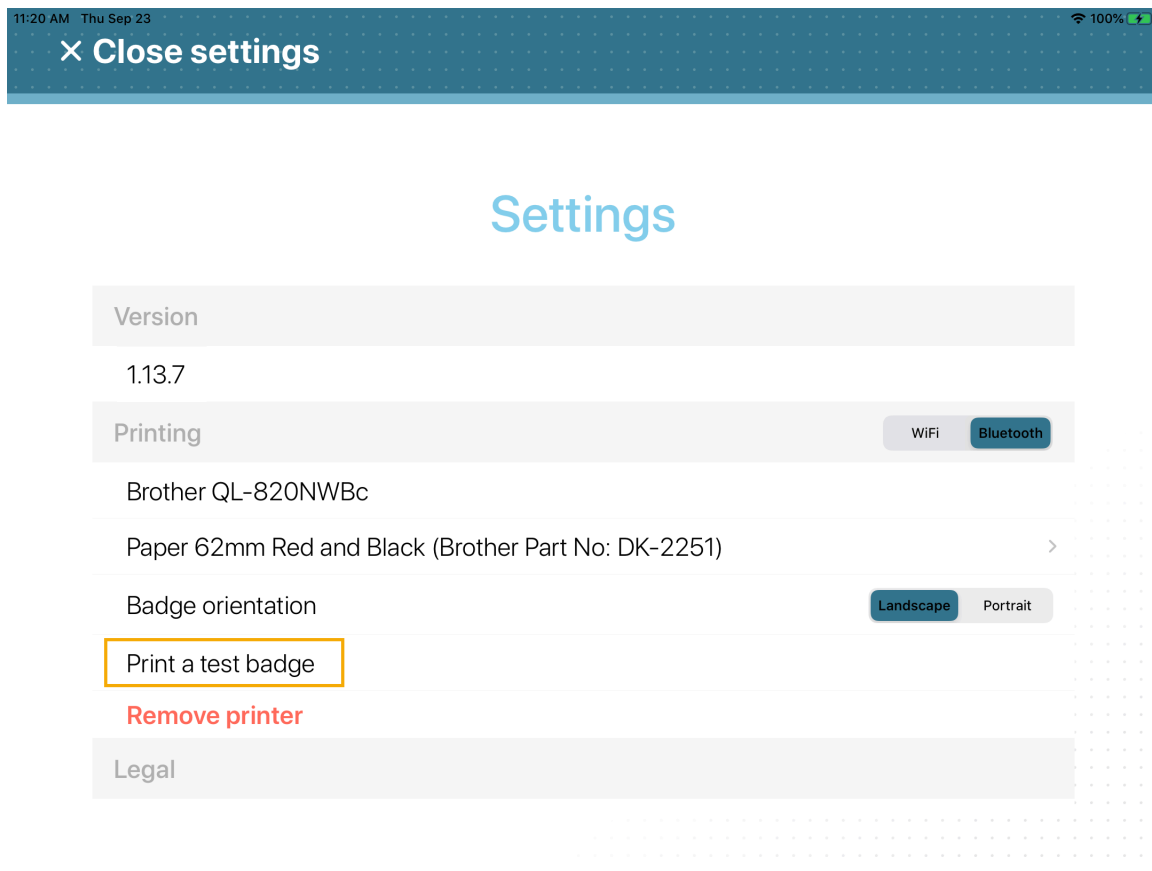 11:20 AM Thu Sep 23
100%
× Close settings
Settings
Version
1.13.7
Printing
WiFi Bluetooth
Brother QL-820NWBc
Paper 62mm Red and Black (Brother Part No: DK-2251)
Badge orientation
Landscape Portrait
Print a test badge
Remove printer
Legal